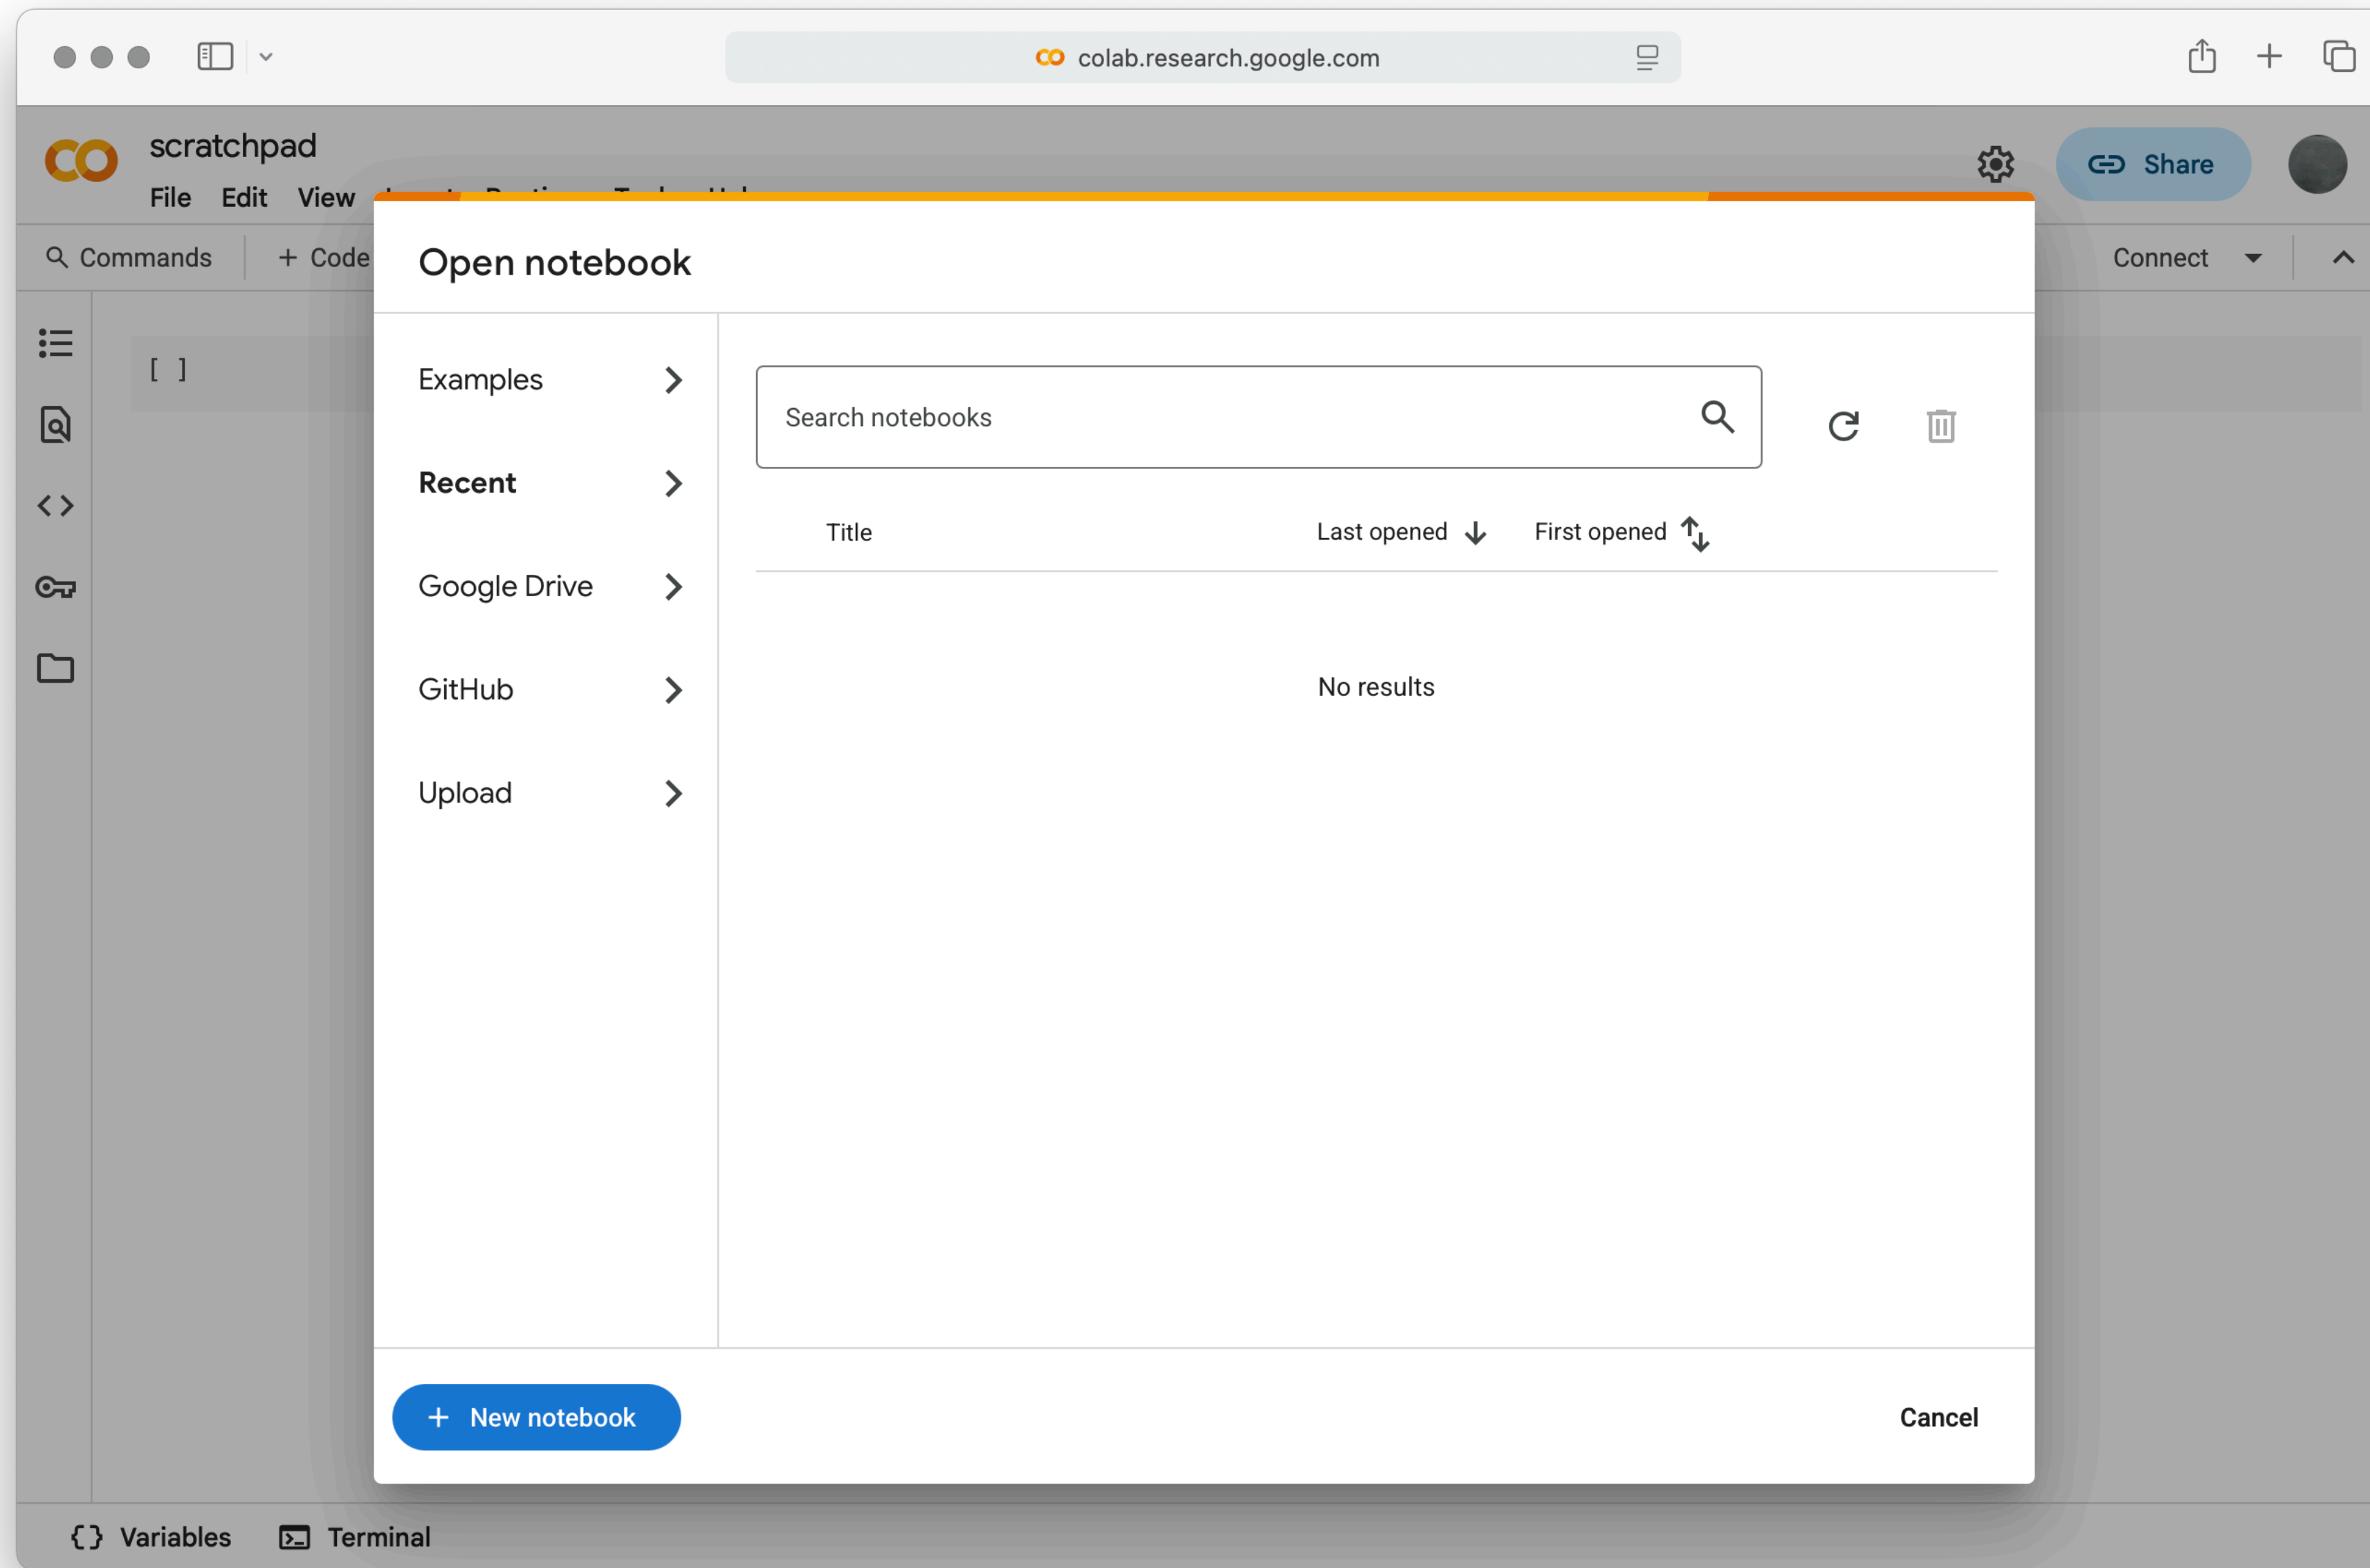 colab.research.google.com
scratchpad
Share
File Edit View
Commands + Code
Connect
Open notebook
[ ]
Examples
Recent
Google Drive
GitHub
Upload
Search notebooks
Title Last opened First opened
No results
+ New notebook
Cancel
{} Variables
Terminal